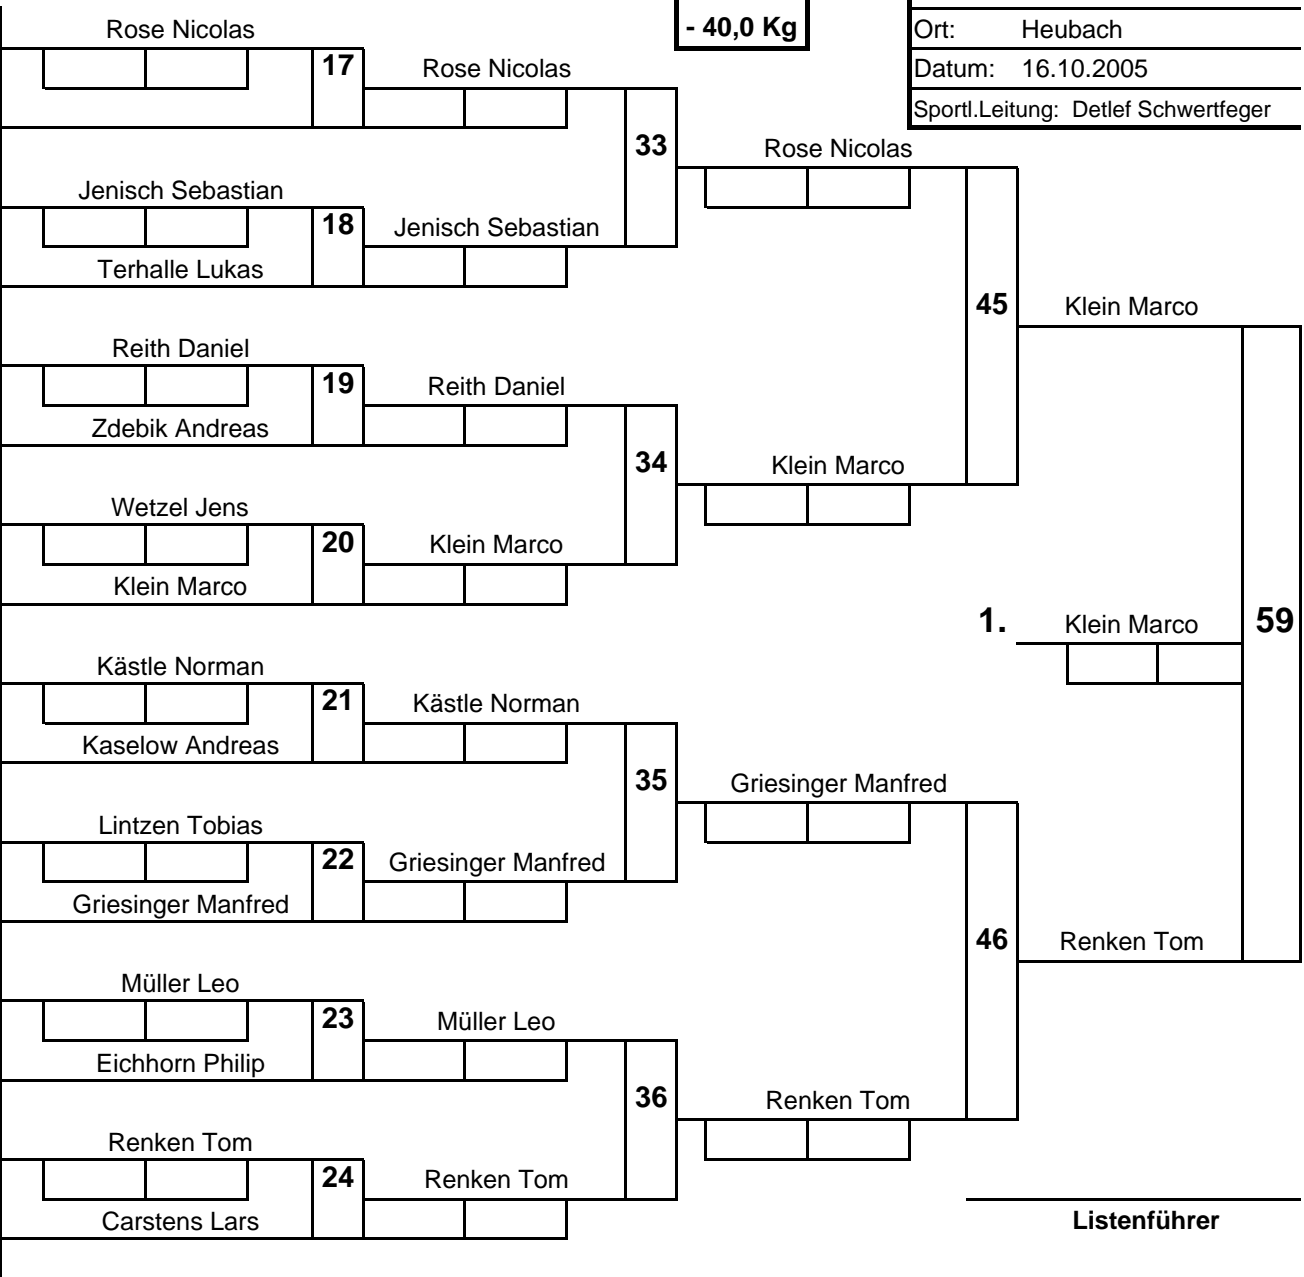 - 40,0 Kg
Ort: Heubach
Datum: 16.10.2005
Sportl.Leitung: Detlef Schwertfeger
Rose Nicolas
17
Rose Nicolas
33
Rose Nicolas
Jenisch Sebastian
18
Jenisch Sebastian
Terhalle Lukas
45
Klein Marco
Reith Daniel
19
Reith Daniel
Zdebik Andreas
34
Klein Marco
Wetzel Jens
20
Klein Marco
Klein Marco
1. Klein Marco
59
Kästle Norman
21
Kästle Norman
Kaselow Andreas
35
Griesinger Manfred
Lintzen Tobias
22
Griesinger Manfred
Griesinger Manfred
46
Renken Tom
Müller Leo
23
Müller Leo
Eichhorn Philip
36
Renken Tom
Renken Tom
24
Renken Tom
Carstens Lars
Listenführer